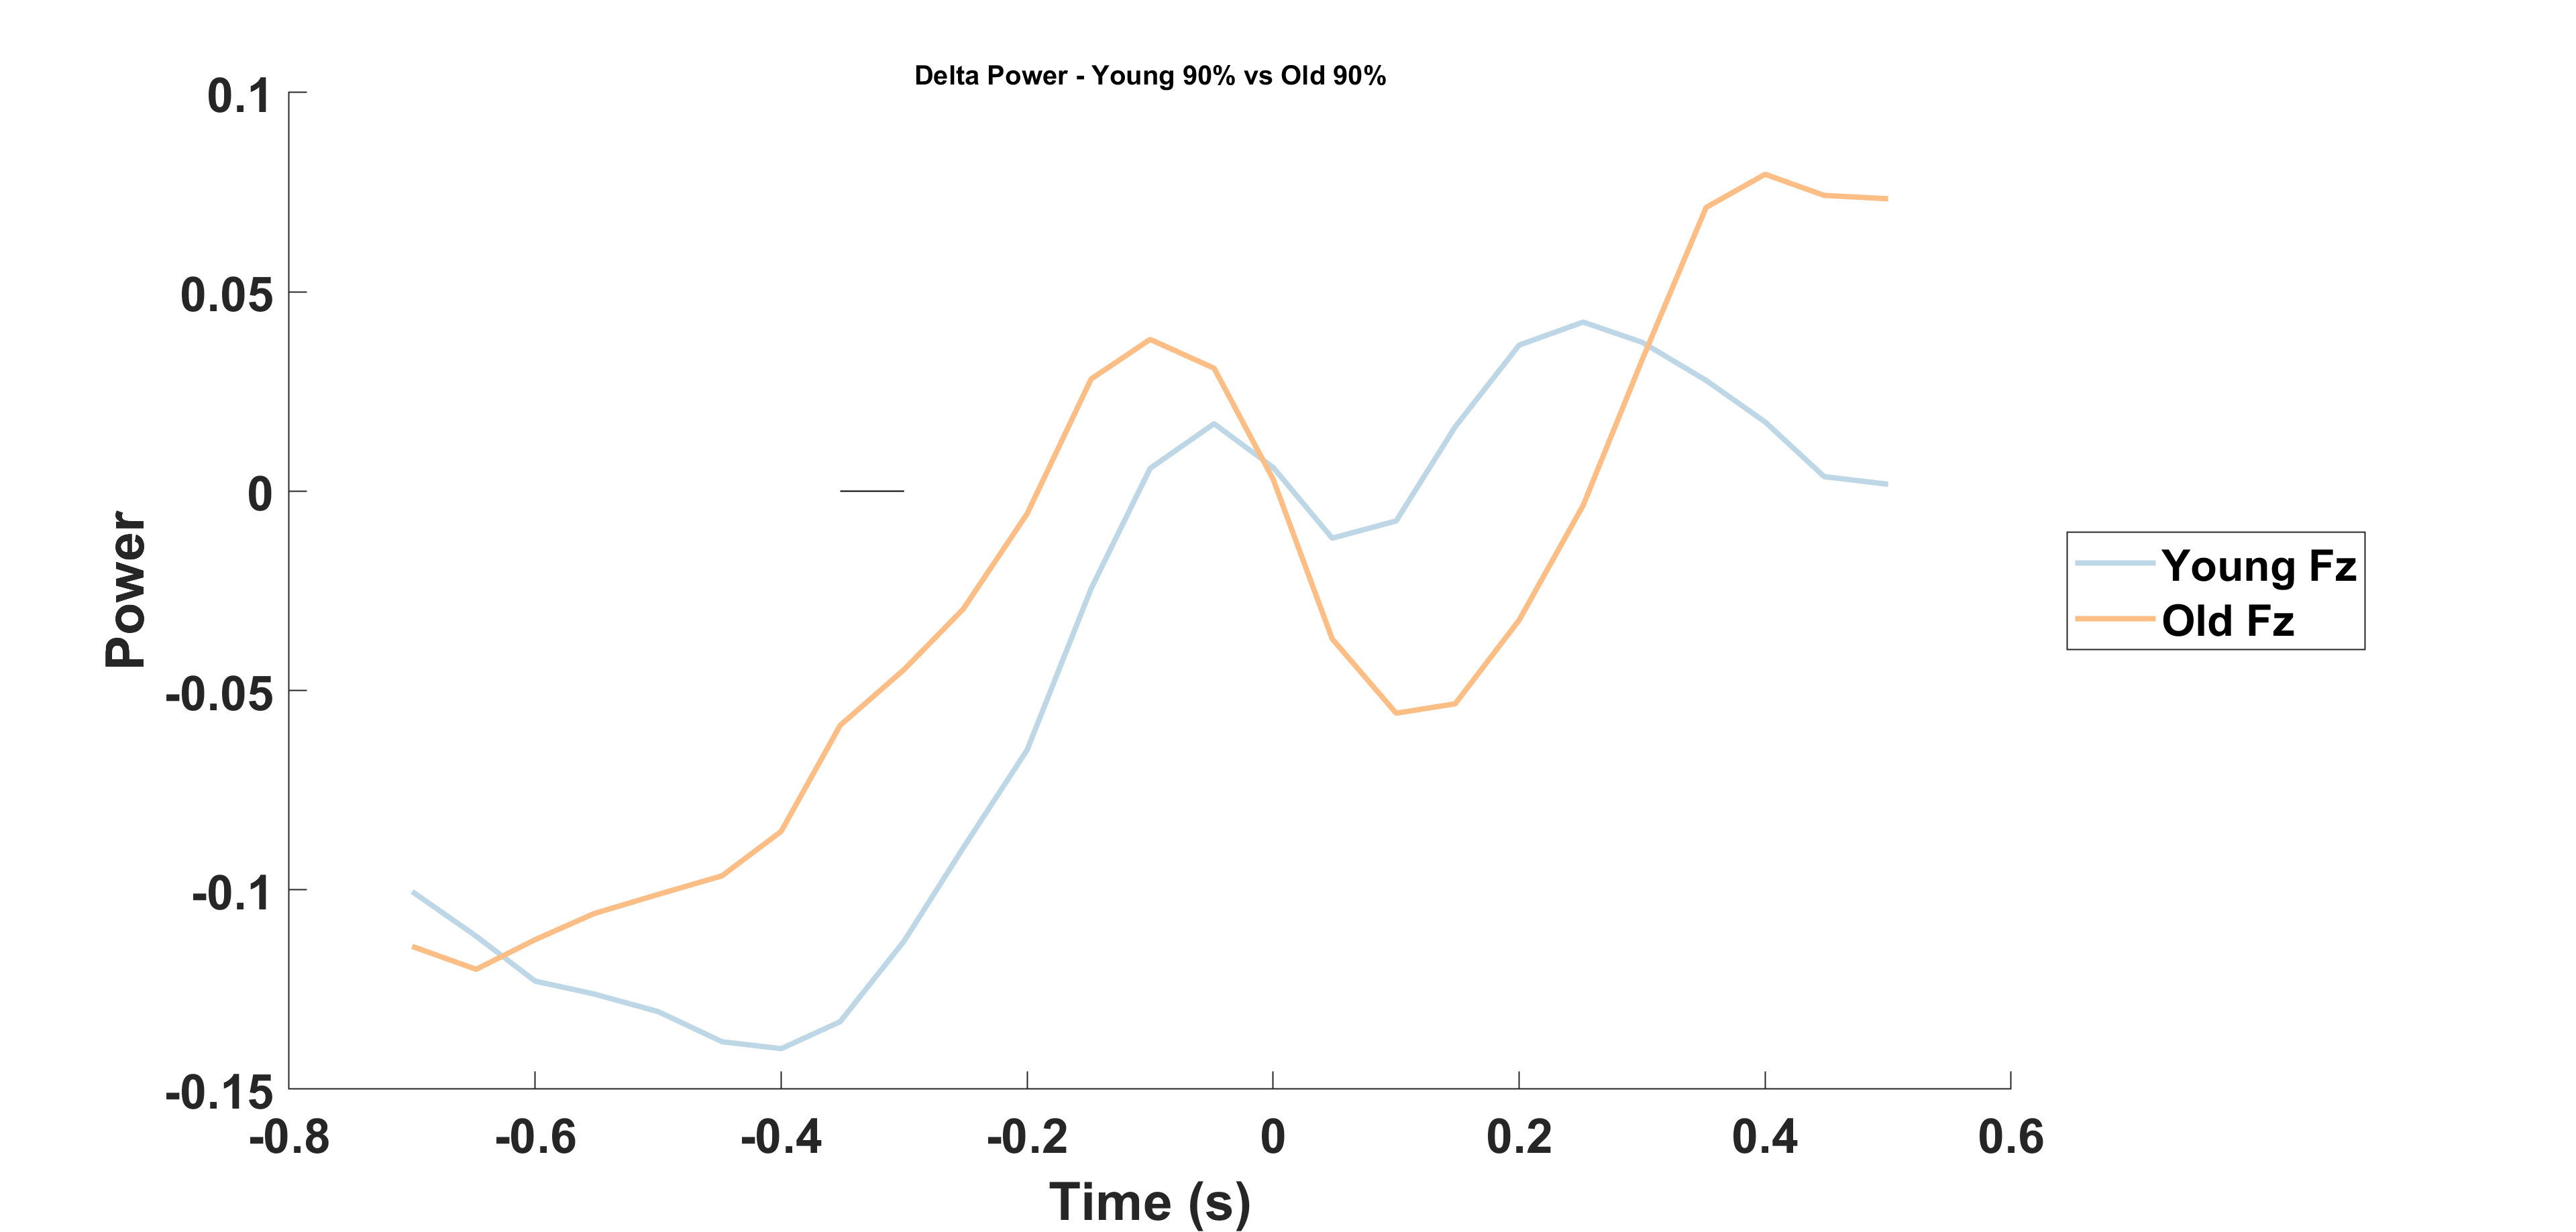 Delta Power - Young 90% vs Old 90%
0.1
0.05
0
-0.05
-0.1
-0.15
Power
-0.8 -0.6 -0.4 -0.2 0 0.2 0.4 0.6
Time (s)
Young Fz
Old Fz